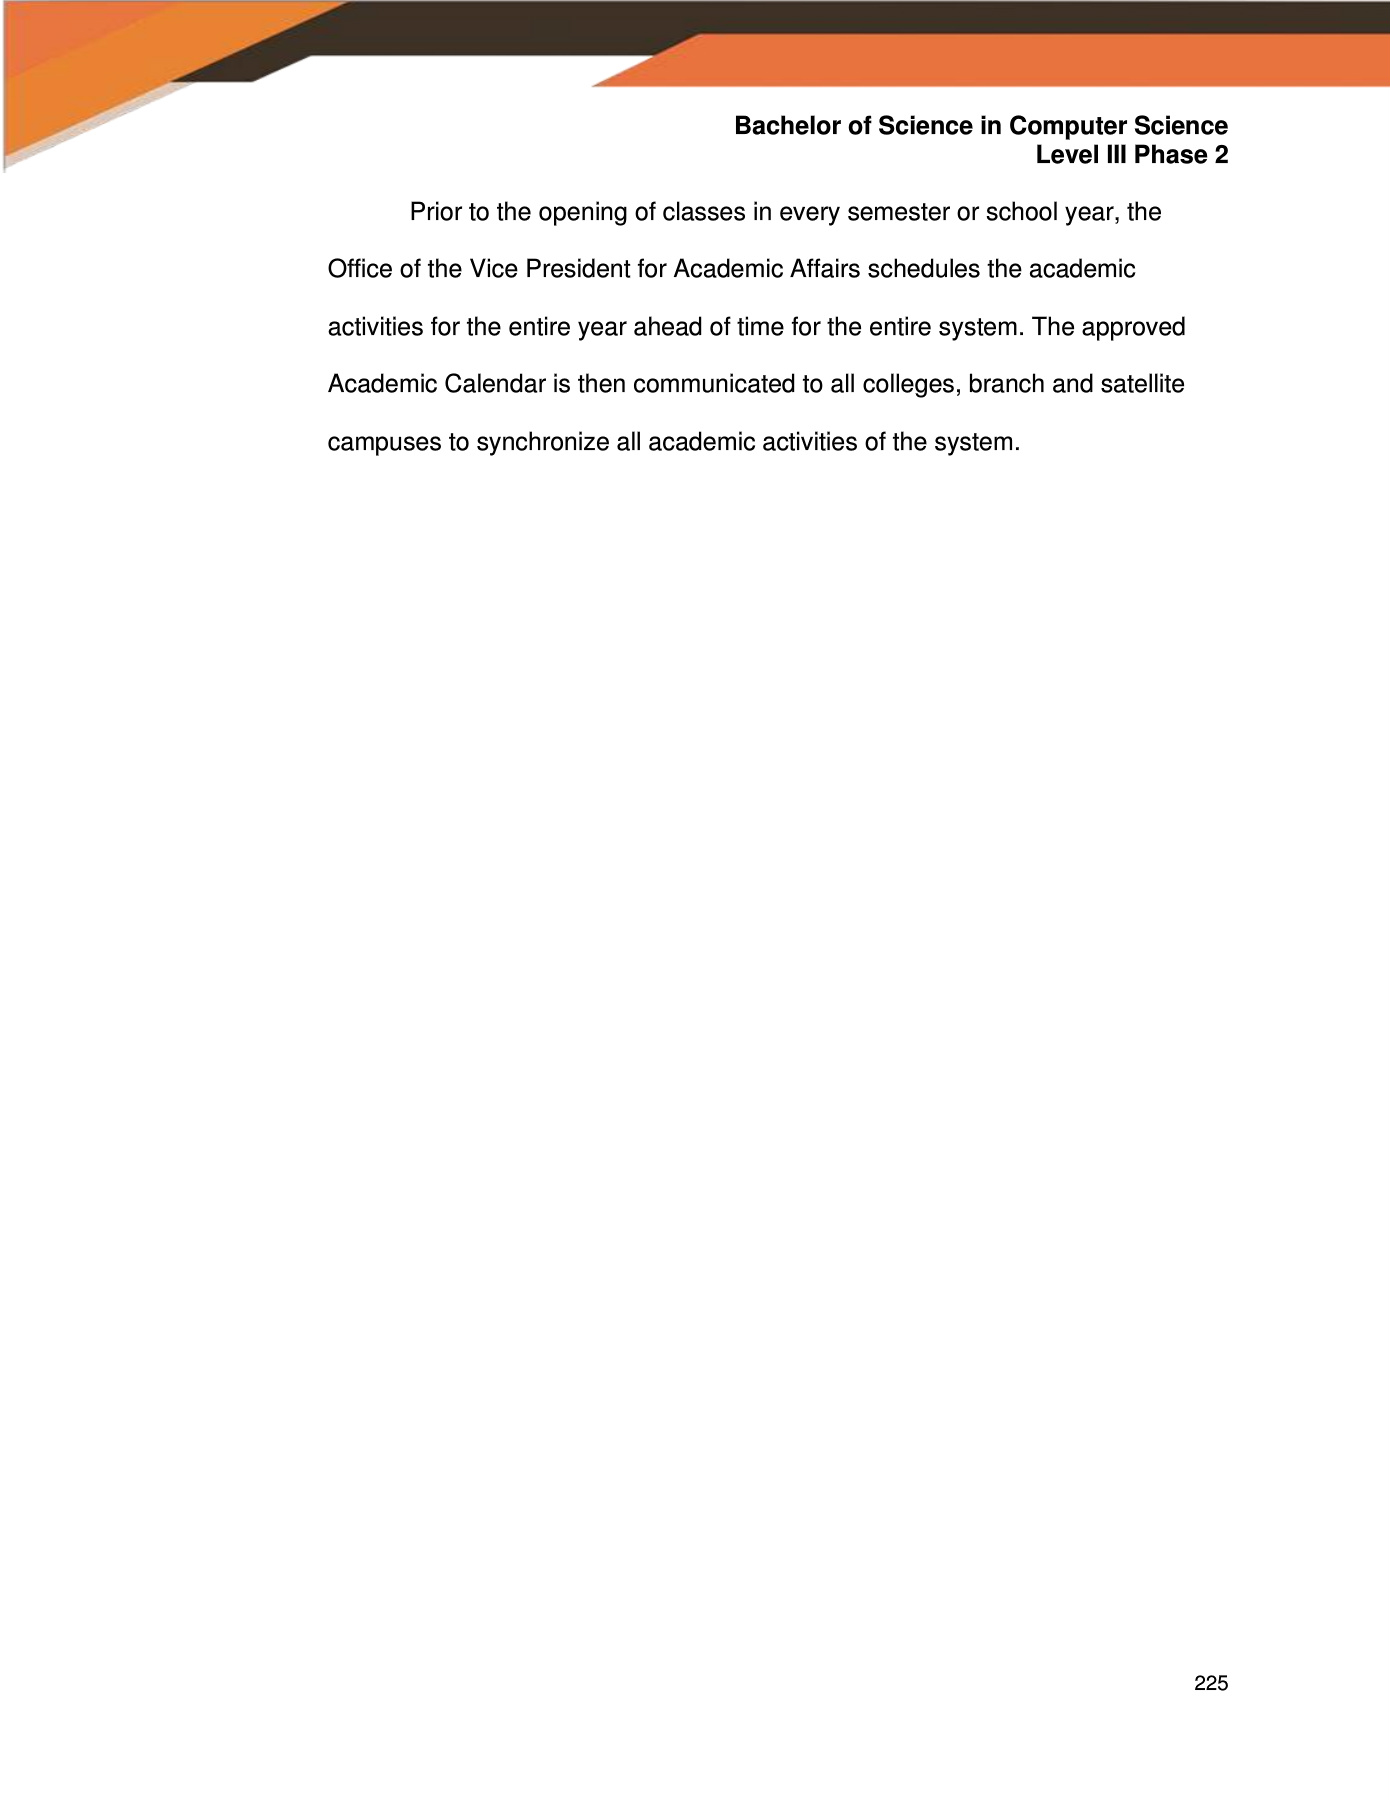 Bachelor of Science in Computer Science
Level III Phase 2
Prior to the opening of classes in every semester or school year, the
Office of the Vice President for Academic Affairs schedules the academic
activities for the entire year ahead of time for the entire system. The approved
Academic Calendar is then communicated to all colleges, branch and satellite
campuses to synchronize all academic activities of the system.
225